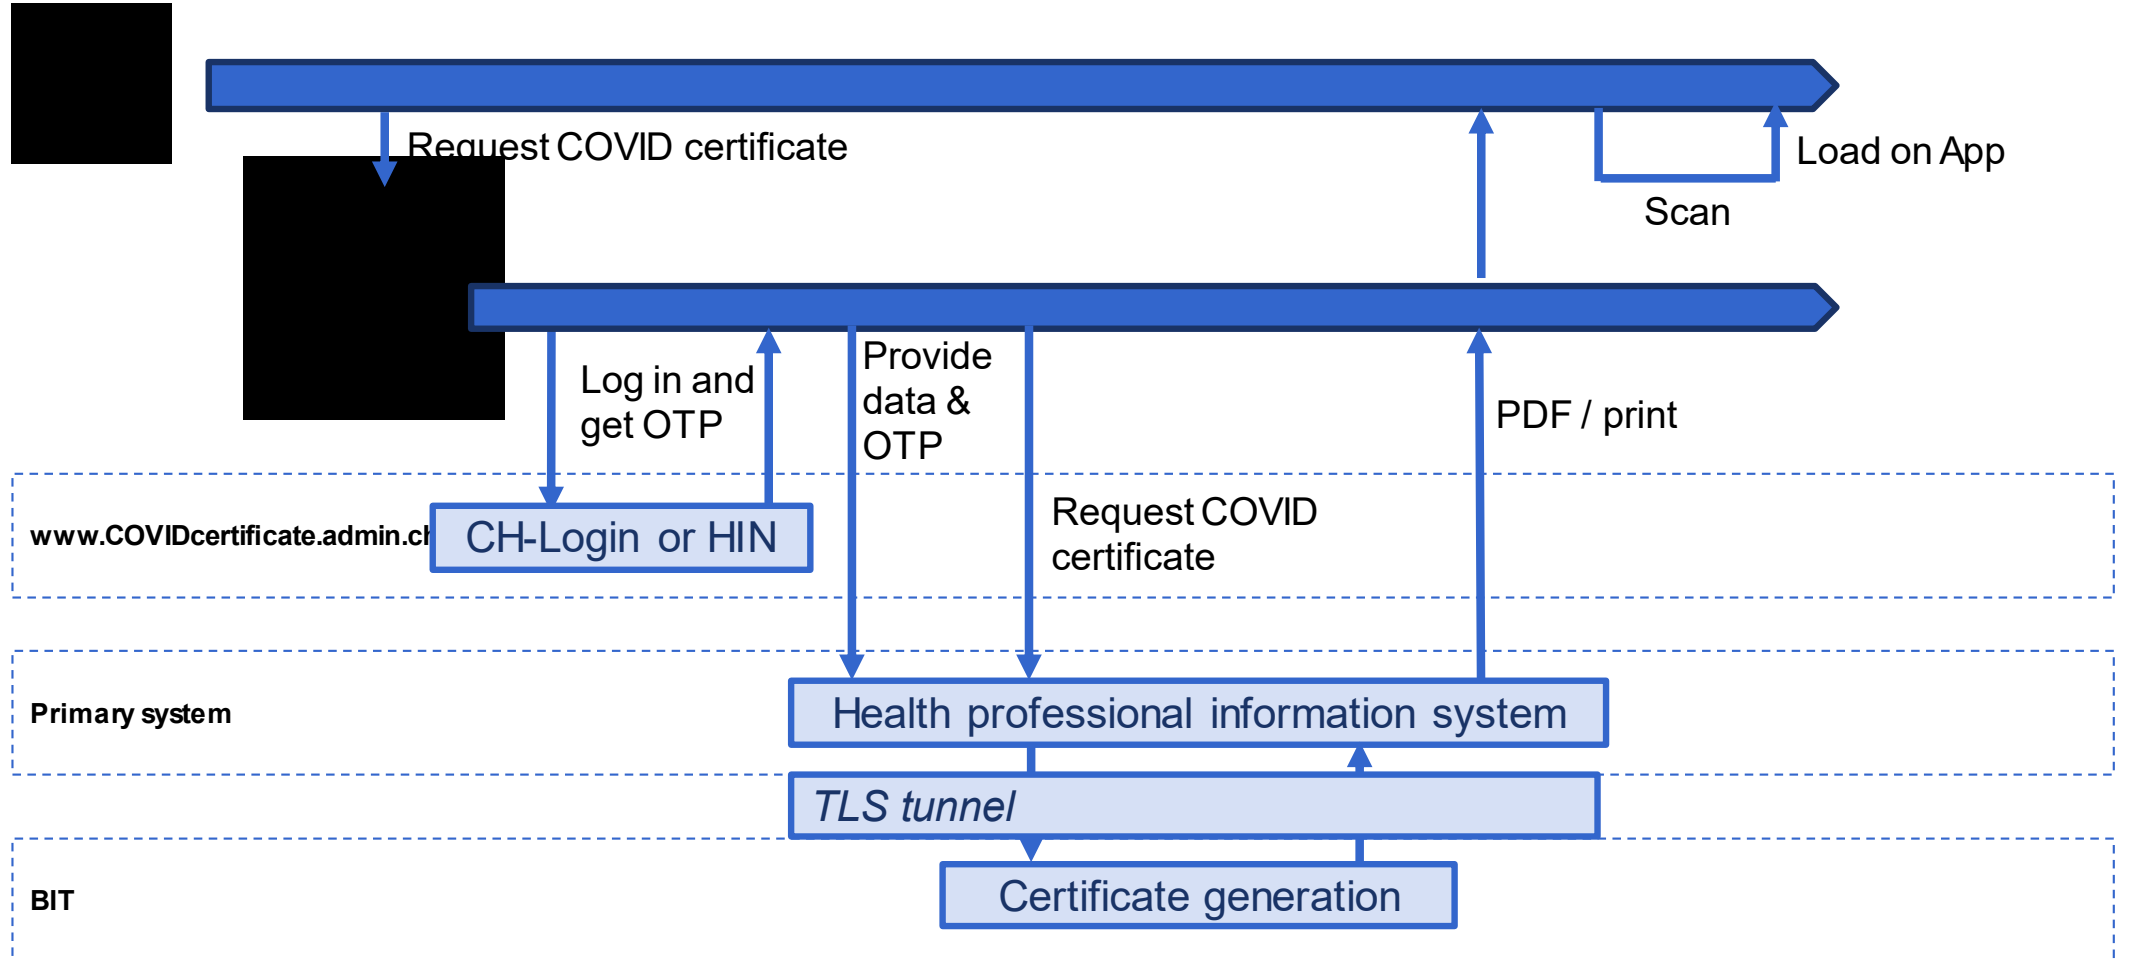 Request COVID certificate
Load on App
Scan
Log in and
get OTP
Provide
data &
OTP
PDF / print
www.COVIDcertificate.admin.ch
CH-Login or HIN
Request COVID
certificate
Primary system
Health professional information system
TLS tunnel
BIT
Certificate generation